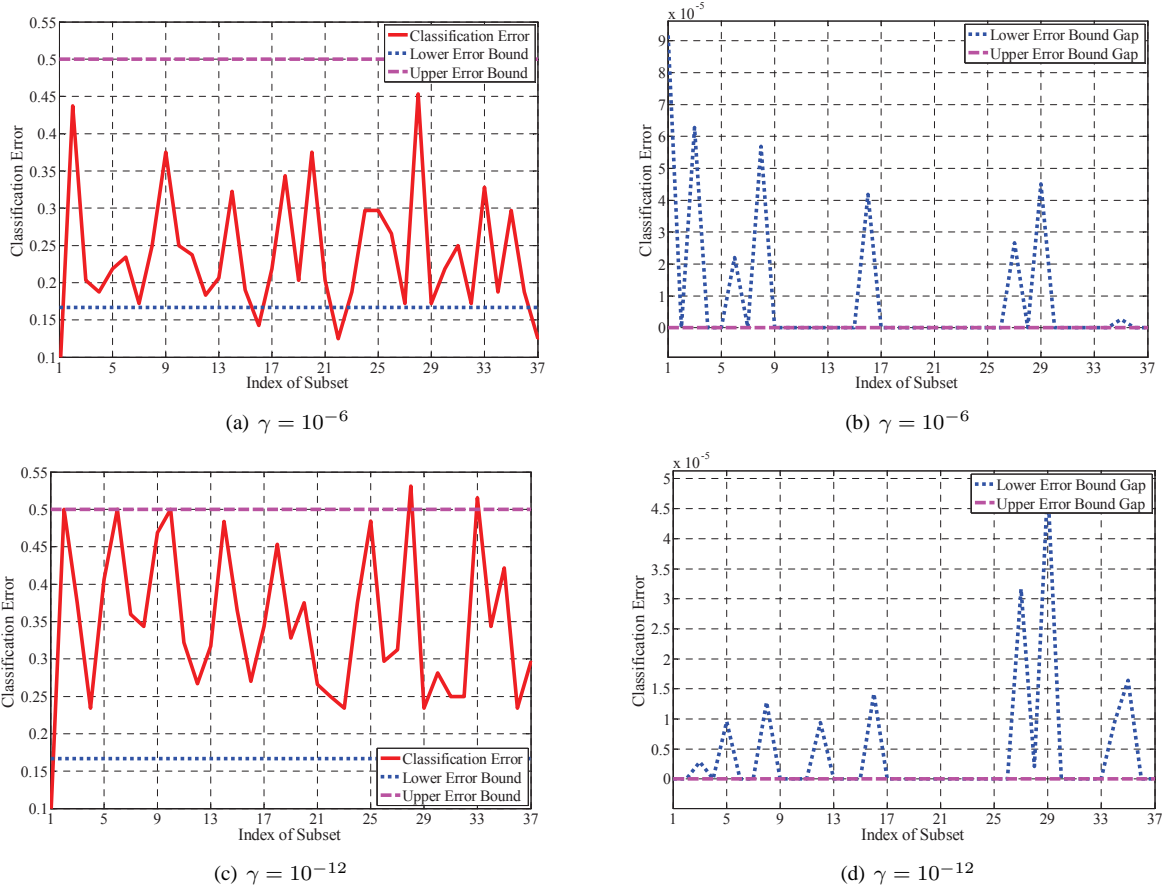 0.55
0.5
0.45
0.4
0.35
0.3
0.25
0.2
0.15
0.1
Classification Error
Classification Error
Lower Error Bound
Upper Error Bound
1 5 9 13 17 21 25 29 33 37
Index of Subset
(a) γ = 10⁻⁶
x 10⁻⁵
9
8
7
6
5
4
3
2
1
0
Classification Error
Lower Error Bound Gap
Upper Error Bound Gap
1 5 9 13 17 21 25 29 33 37
Index of Subset
(b) γ = 10⁻⁶
0.55
0.5
0.45
0.4
0.35
0.3
0.25
0.2
0.15
0.1
Classification Error
Classification Error
Lower Error Bound
Upper Error Bound
1 5 9 13 17 21 25 29 33 37
Index of Subset
(c) γ = 10⁻¹²
x 10⁻⁵
5
4.5
4
3.5
3
2.5
2
1.5
1
0.5
0
Classification Error
Lower Error Bound Gap
Upper Error Bound Gap
1 5 9 13 17 21 25 29 33 37
Index of Subset
(d) γ = 10⁻¹²